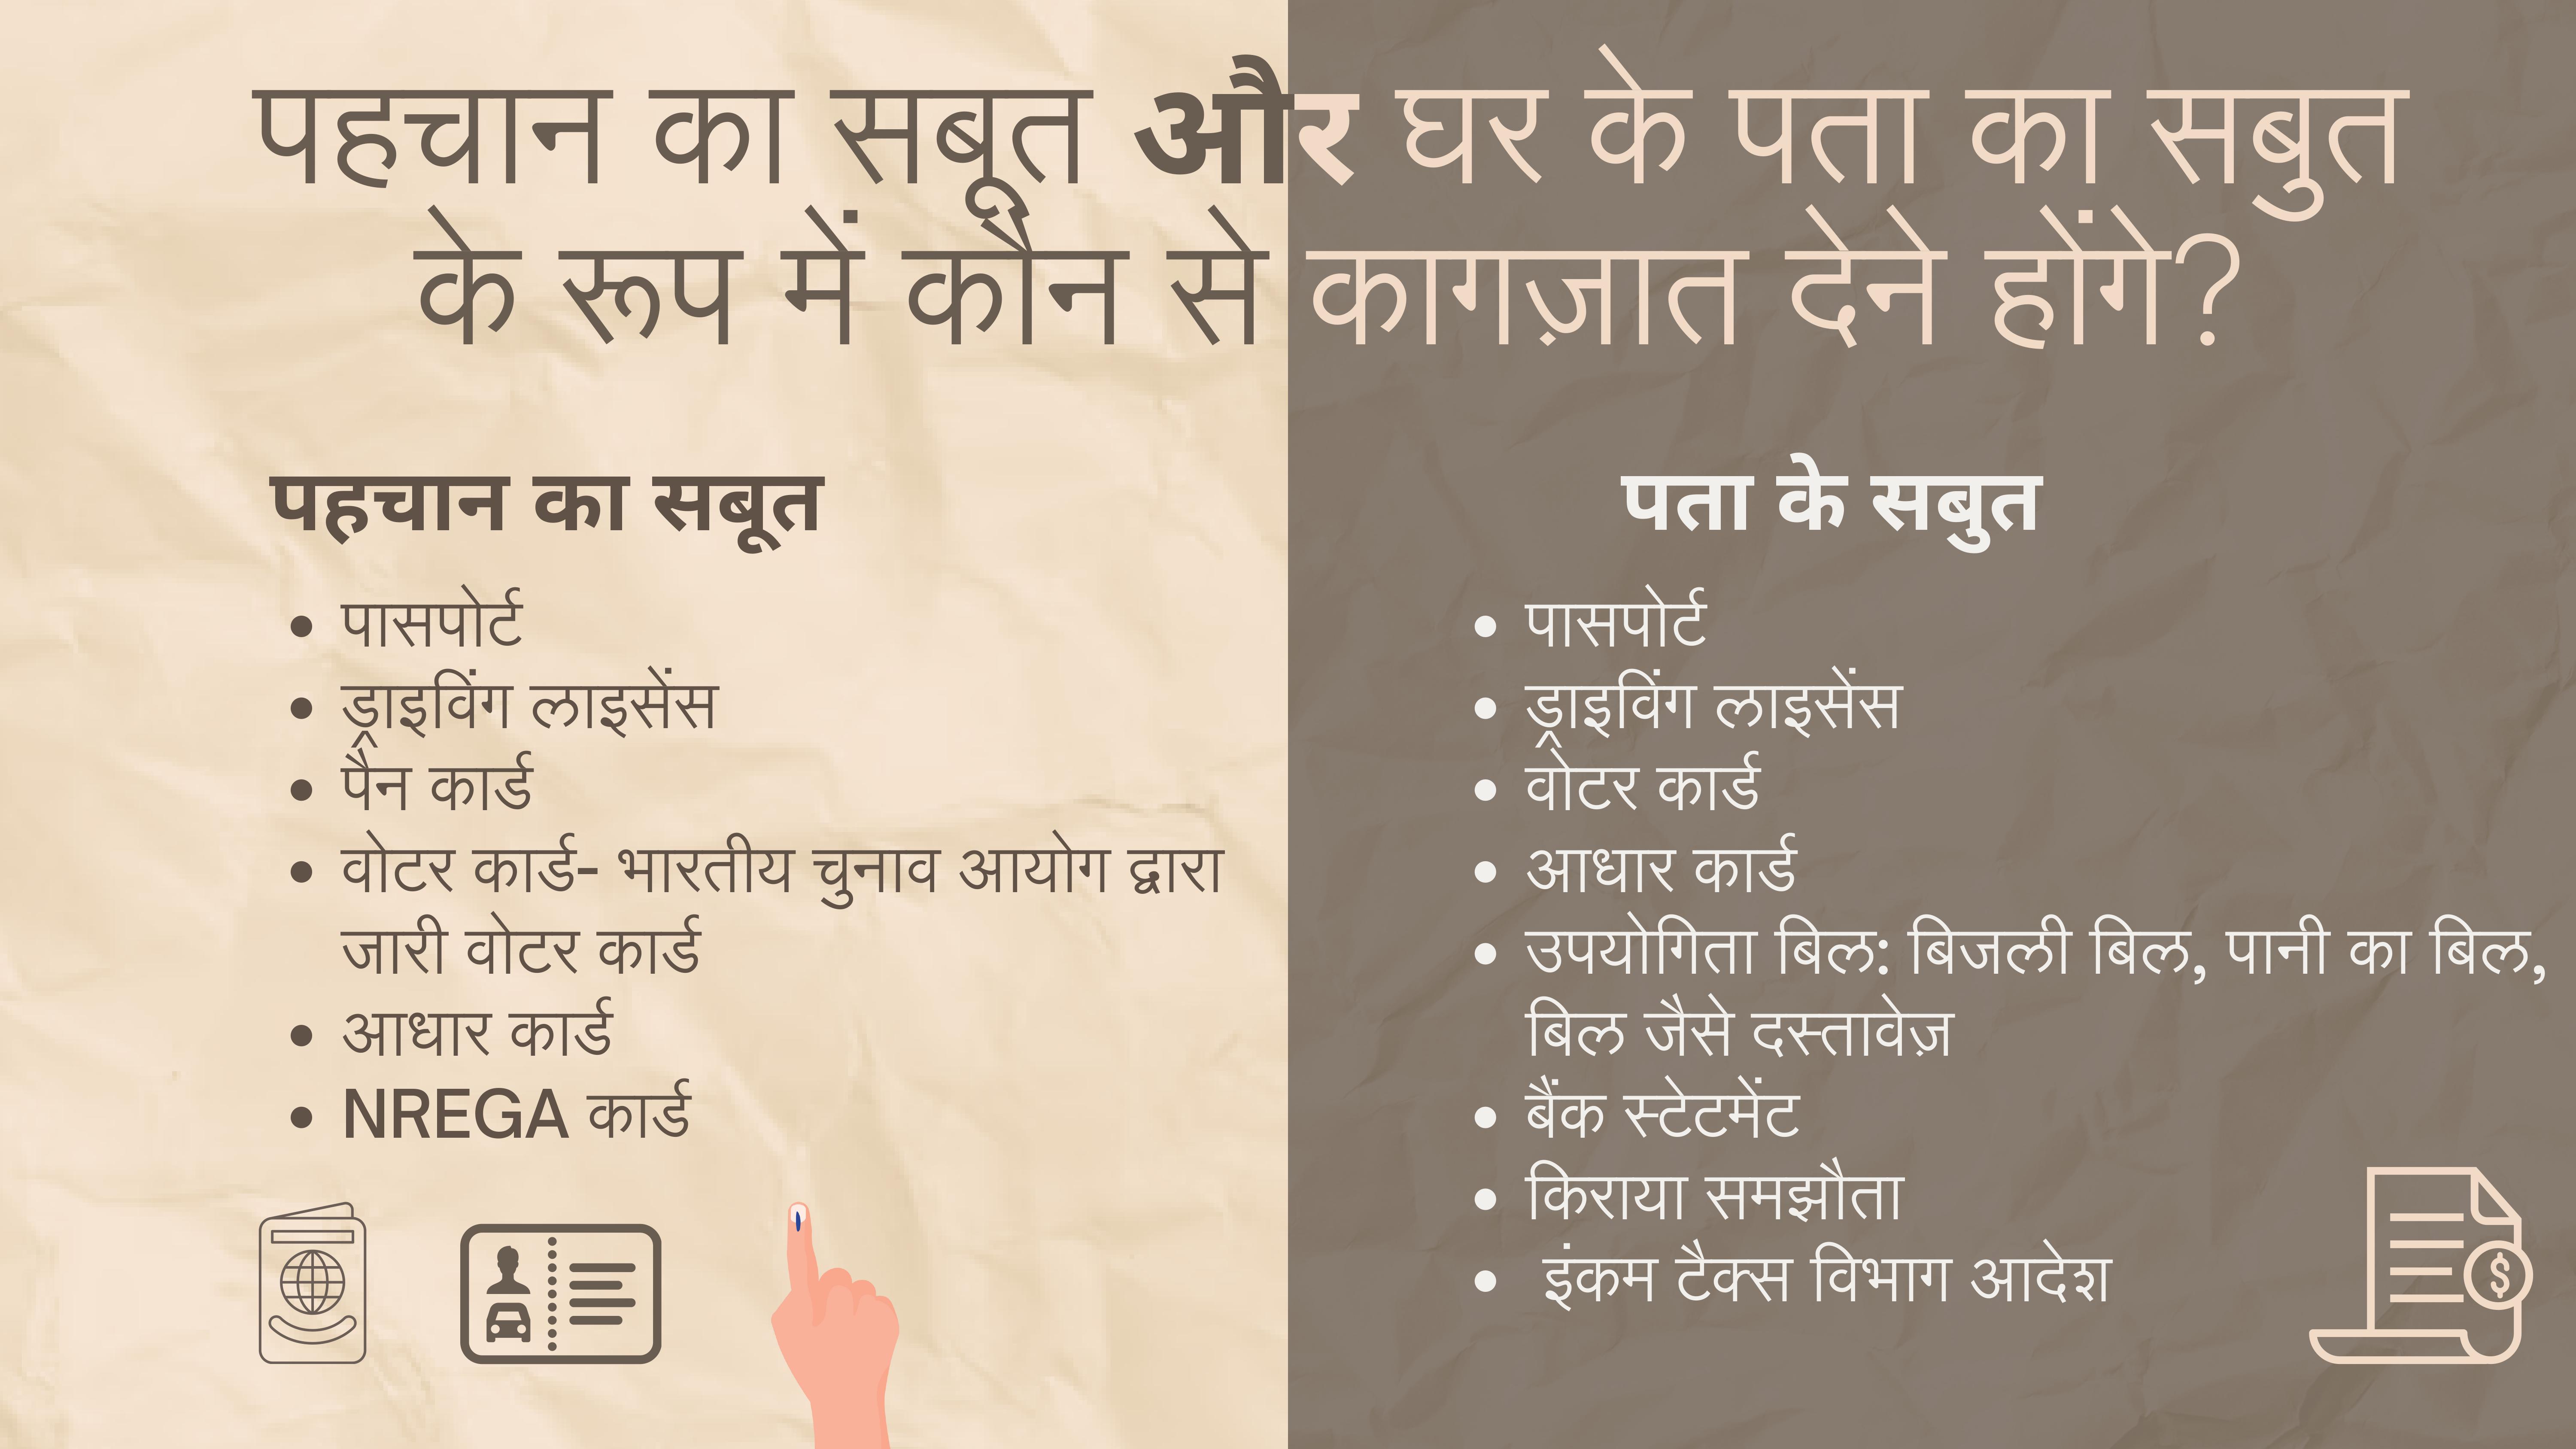 पहचान का सबूत और घर के पता का सबुत
के रूप में कौन से कागज़ात देने होंगे?
पहचान का सबूत
• पासपोर्ट
• ड्राइविंग लाइसेंस
• पैन कार्ड
• वोटर कार्ड- भारतीय चुनाव आयोग द्वारा
जारी वोटर कार्ड
• आधार कार्ड
• NREGA कार्ड
पता के सबुत
• पासपोर्ट
• ड्राइविंग लाइसेंस
• वोटर कार्ड
• आधार कार्ड
• उपयोगिता बिल: बिजली बिल, पानी का बिल,
बिल जैसे दस्तावेज़
• बैंक स्टेटमेंट
• किराया समझौता
• इंकम टैक्स विभाग आदेश
$